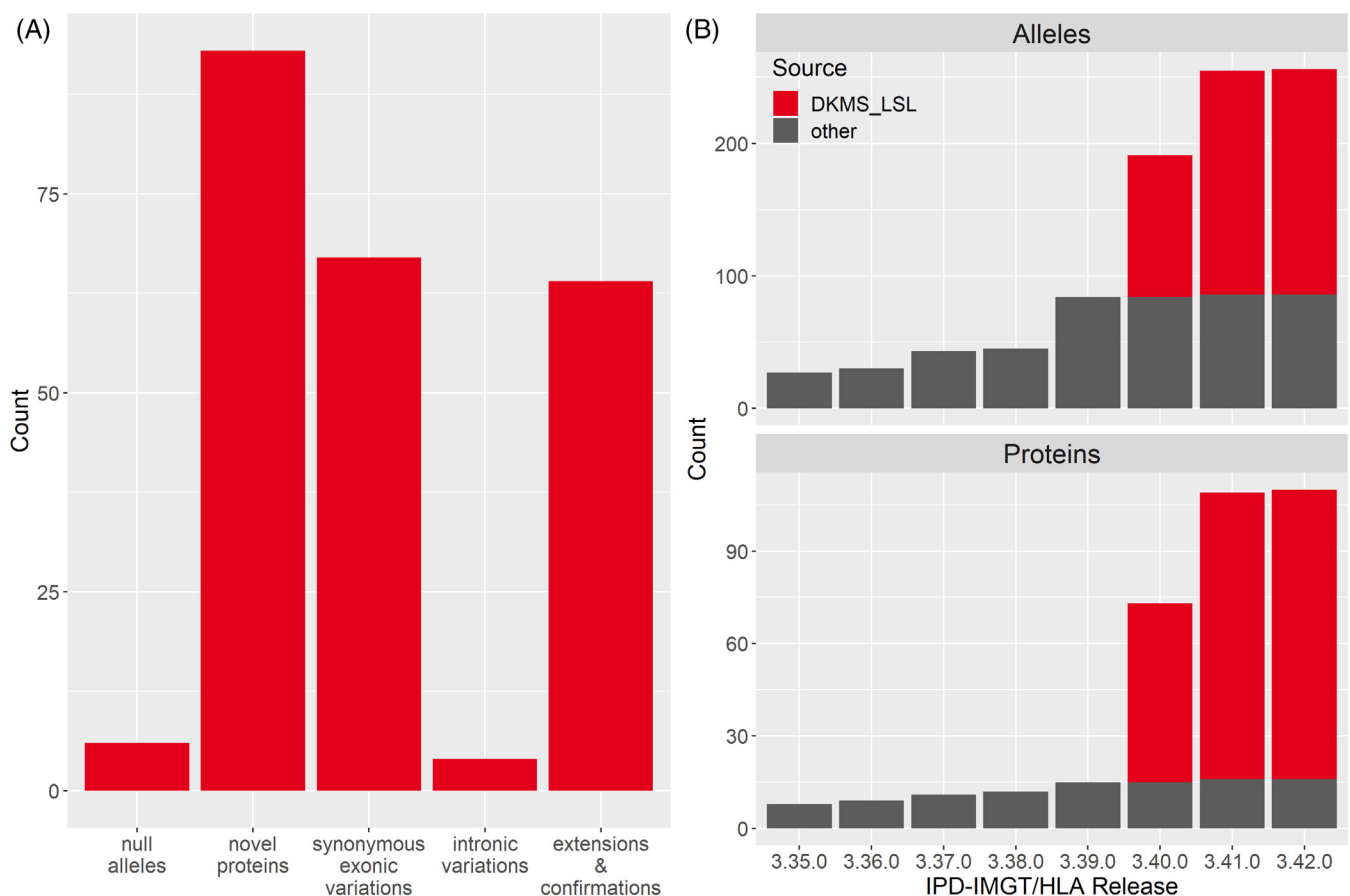 (A)
Count
75
50
25
0
null
alleles
novel
proteins
synonymous
exonic
variations
intronic
variations
extensions
&
confirmations
(B)
Alleles
Source
DKMS_LSL
other
200
100
0
Count
Proteins
90
60
30
0
3.35.0 3.36.0 3.37.0 3.38.0 3.39.0 3.40.0 3.41.0 3.42.0
IPD-IMGT/HLA Release